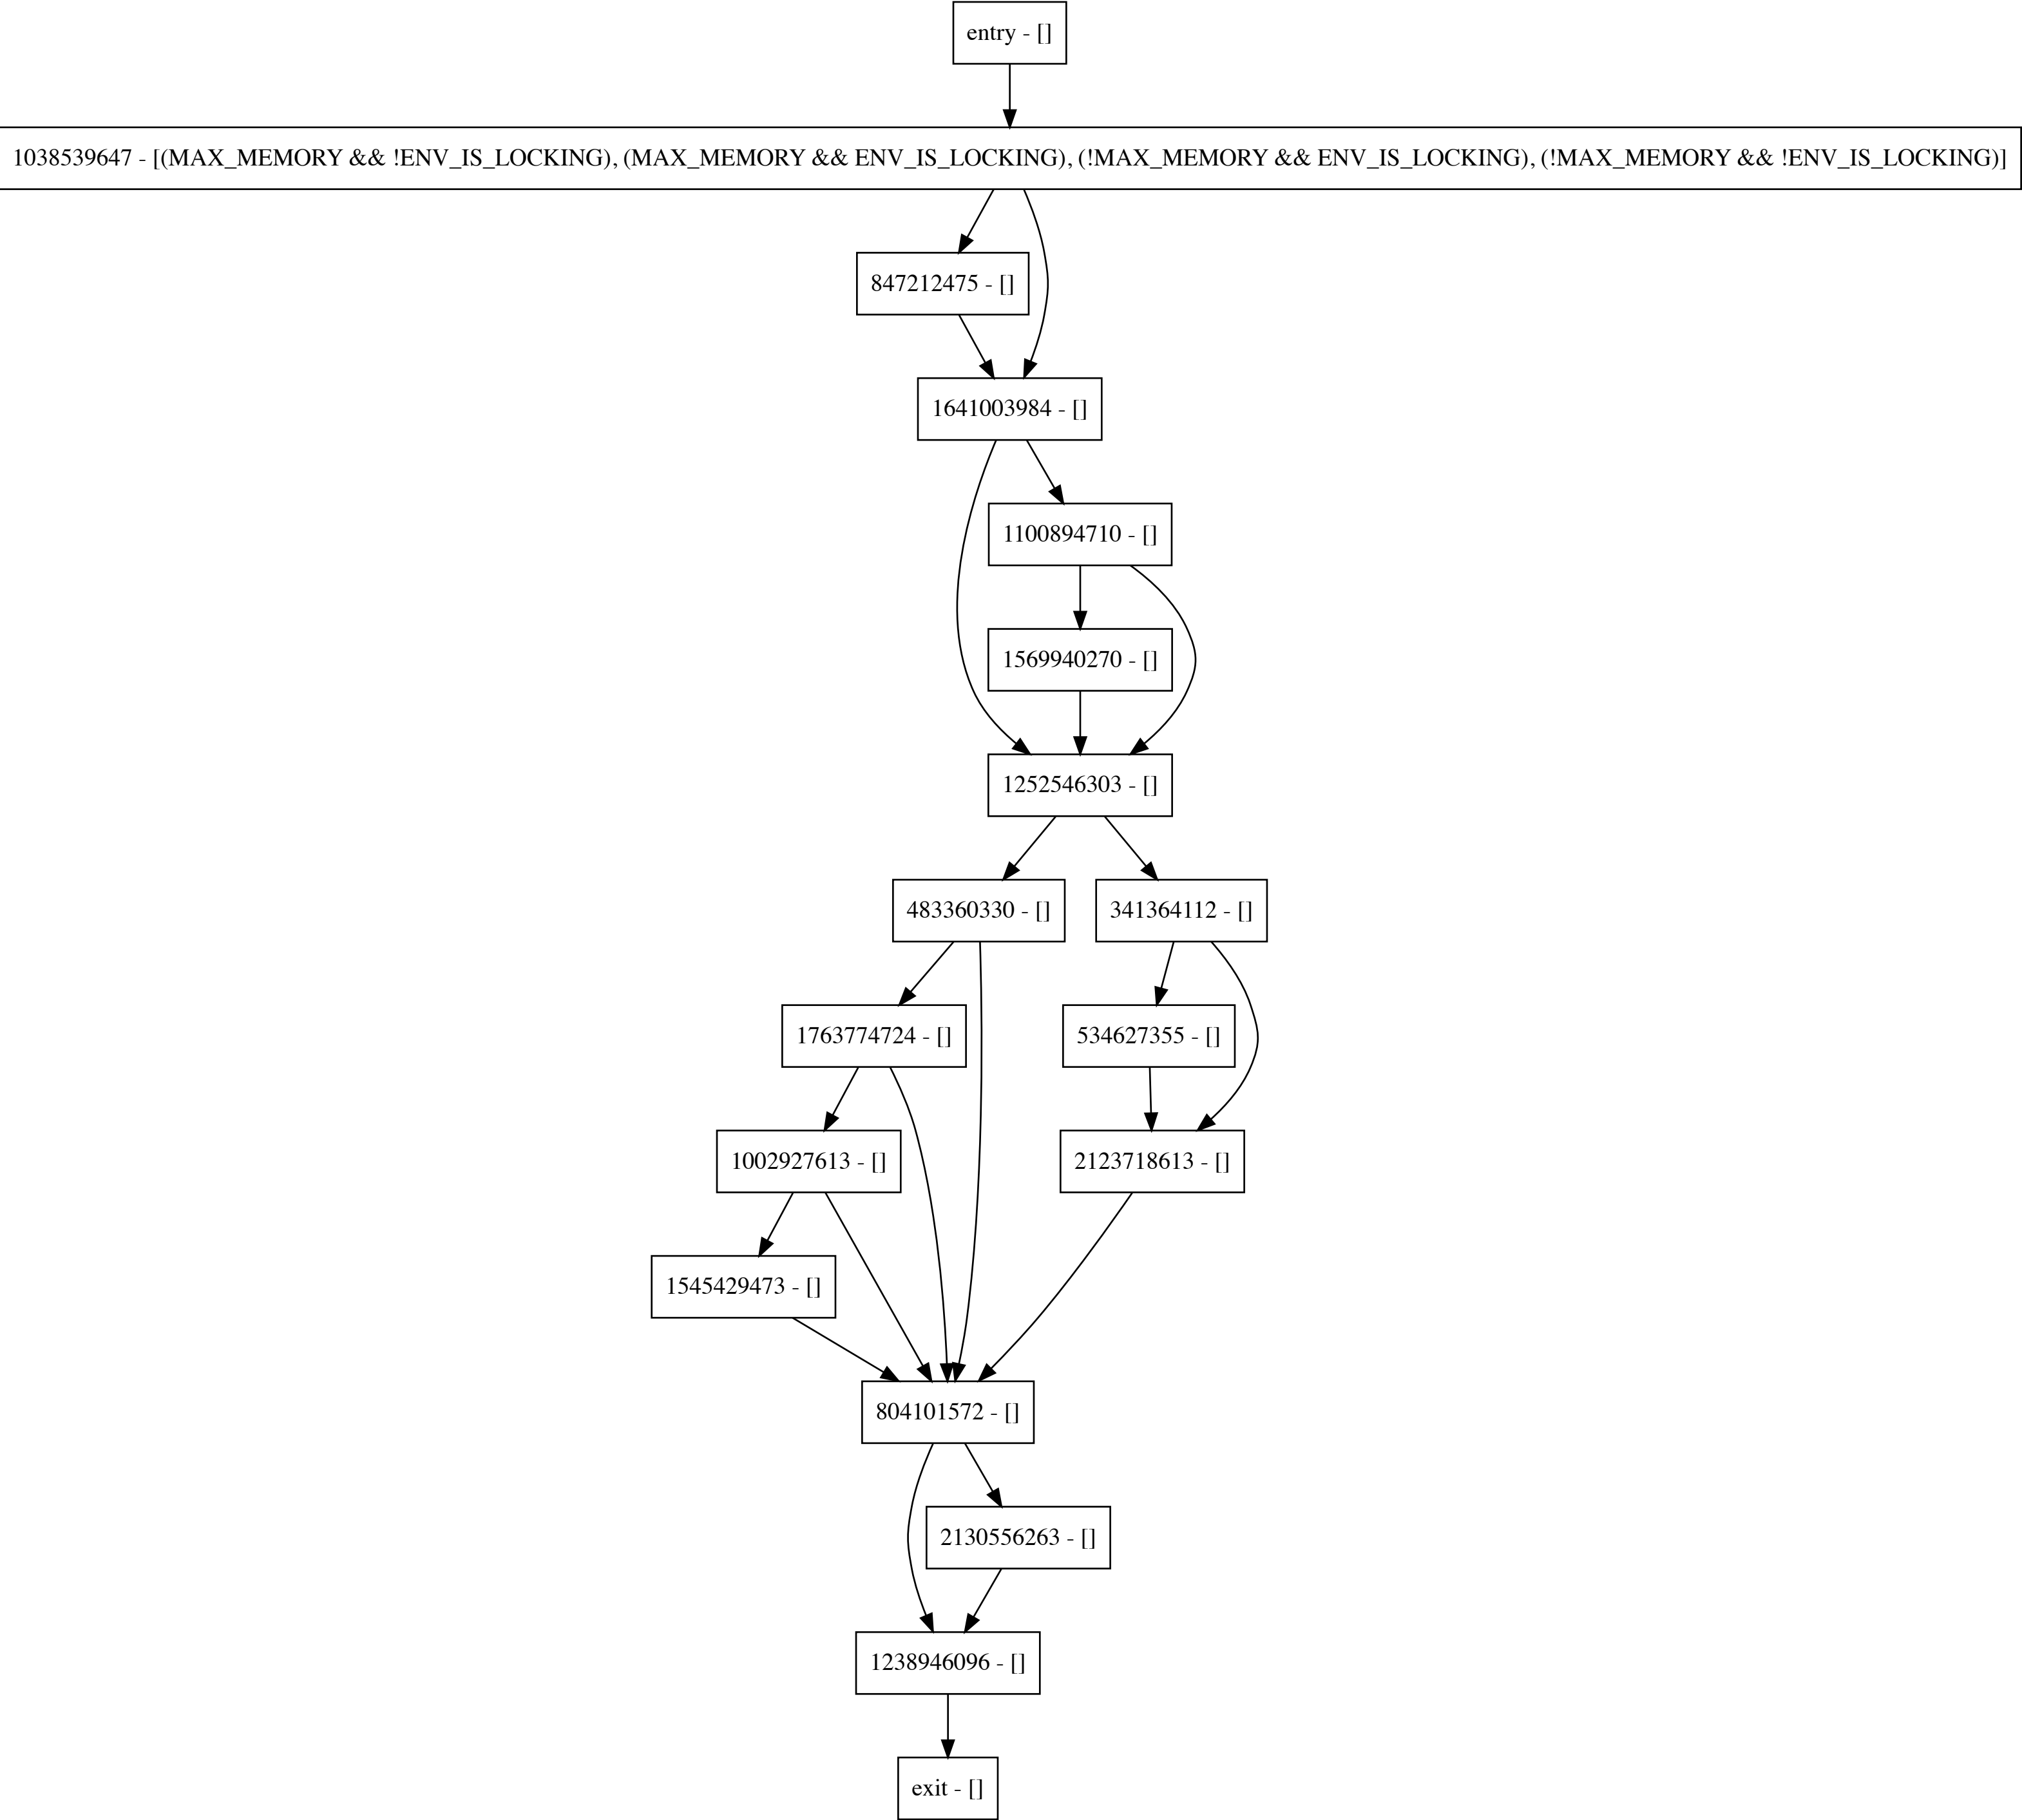 entry - []
1038539647 - [(MAX_MEMORY && !ENV_IS_LOCKING), (MAX_MEMORY && ENV_IS_LOCKING), (!MAX_MEMORY && ENV_IS_LOCKING), (!MAX_MEMORY && !ENV_IS_LOCKING)]
847212475 - []
1641003984 - []
1100894710 - []
1569940270 - []
1252546303 - []
483360330 - []
341364112 - []
1763774724 - []
534627355 - []
1002927613 - []
2123718613 - []
1545429473 - []
804101572 - []
2130556263 - []
1238946096 - []
exit - []